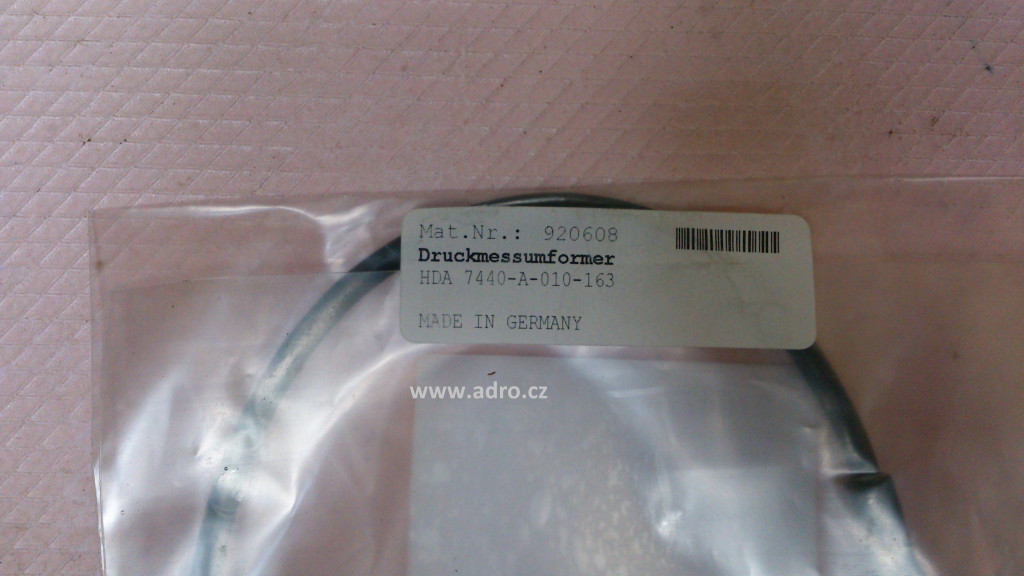 Mat.Nr.: 920608
Druckmessumformer
HDA 7440-A-010-163
MADE IN GERMANY
www.adro.cz